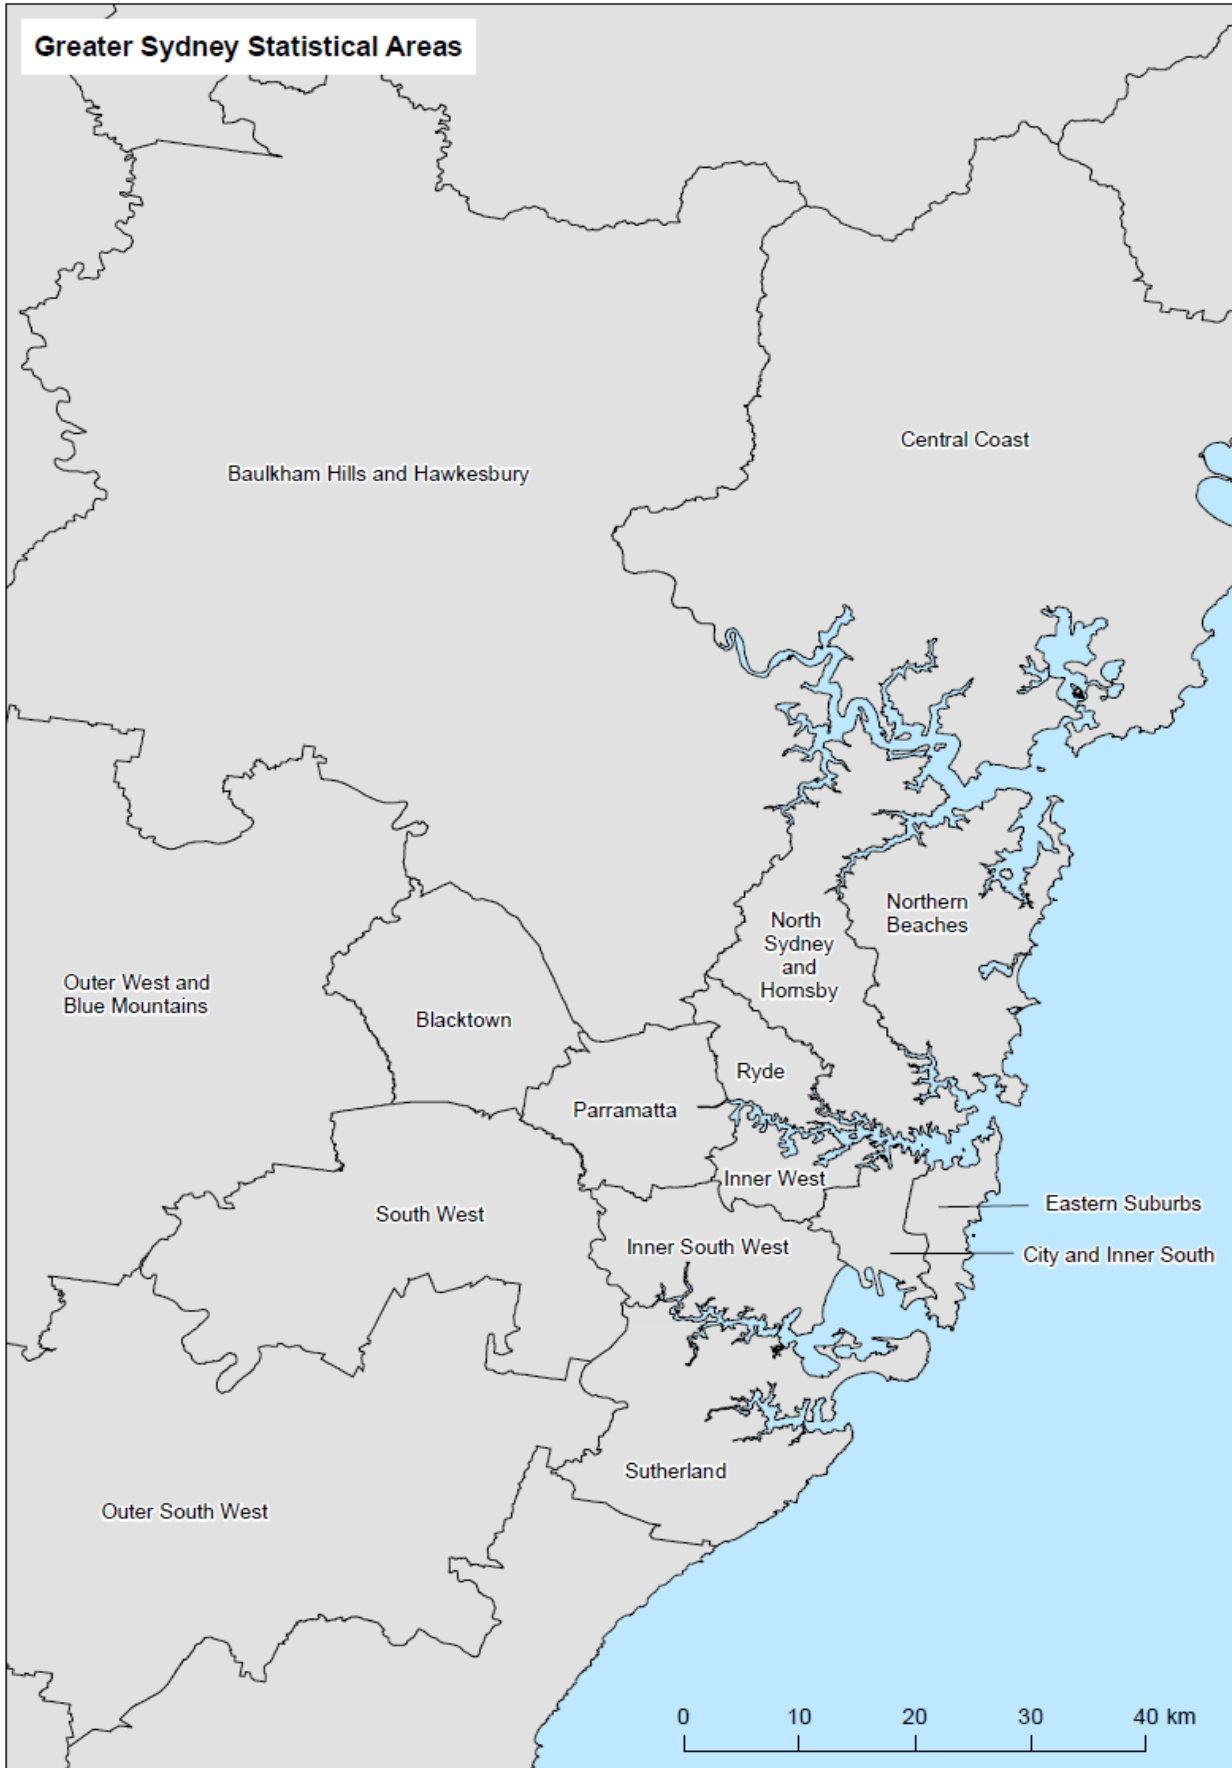 Greater Sydney Statistical Areas
Central Coast
Baulkham Hills and Hawkesbury
Northern
Beaches
North
Sydney
and
Hornsby
Outer West and
Blue Mountains
Blacktown
Ryde
Parramatta
Inner West
Eastern Suburbs
South West
Inner South West
City and Inner South
Sutherland
Outer South West
0 10 20 30 40 km